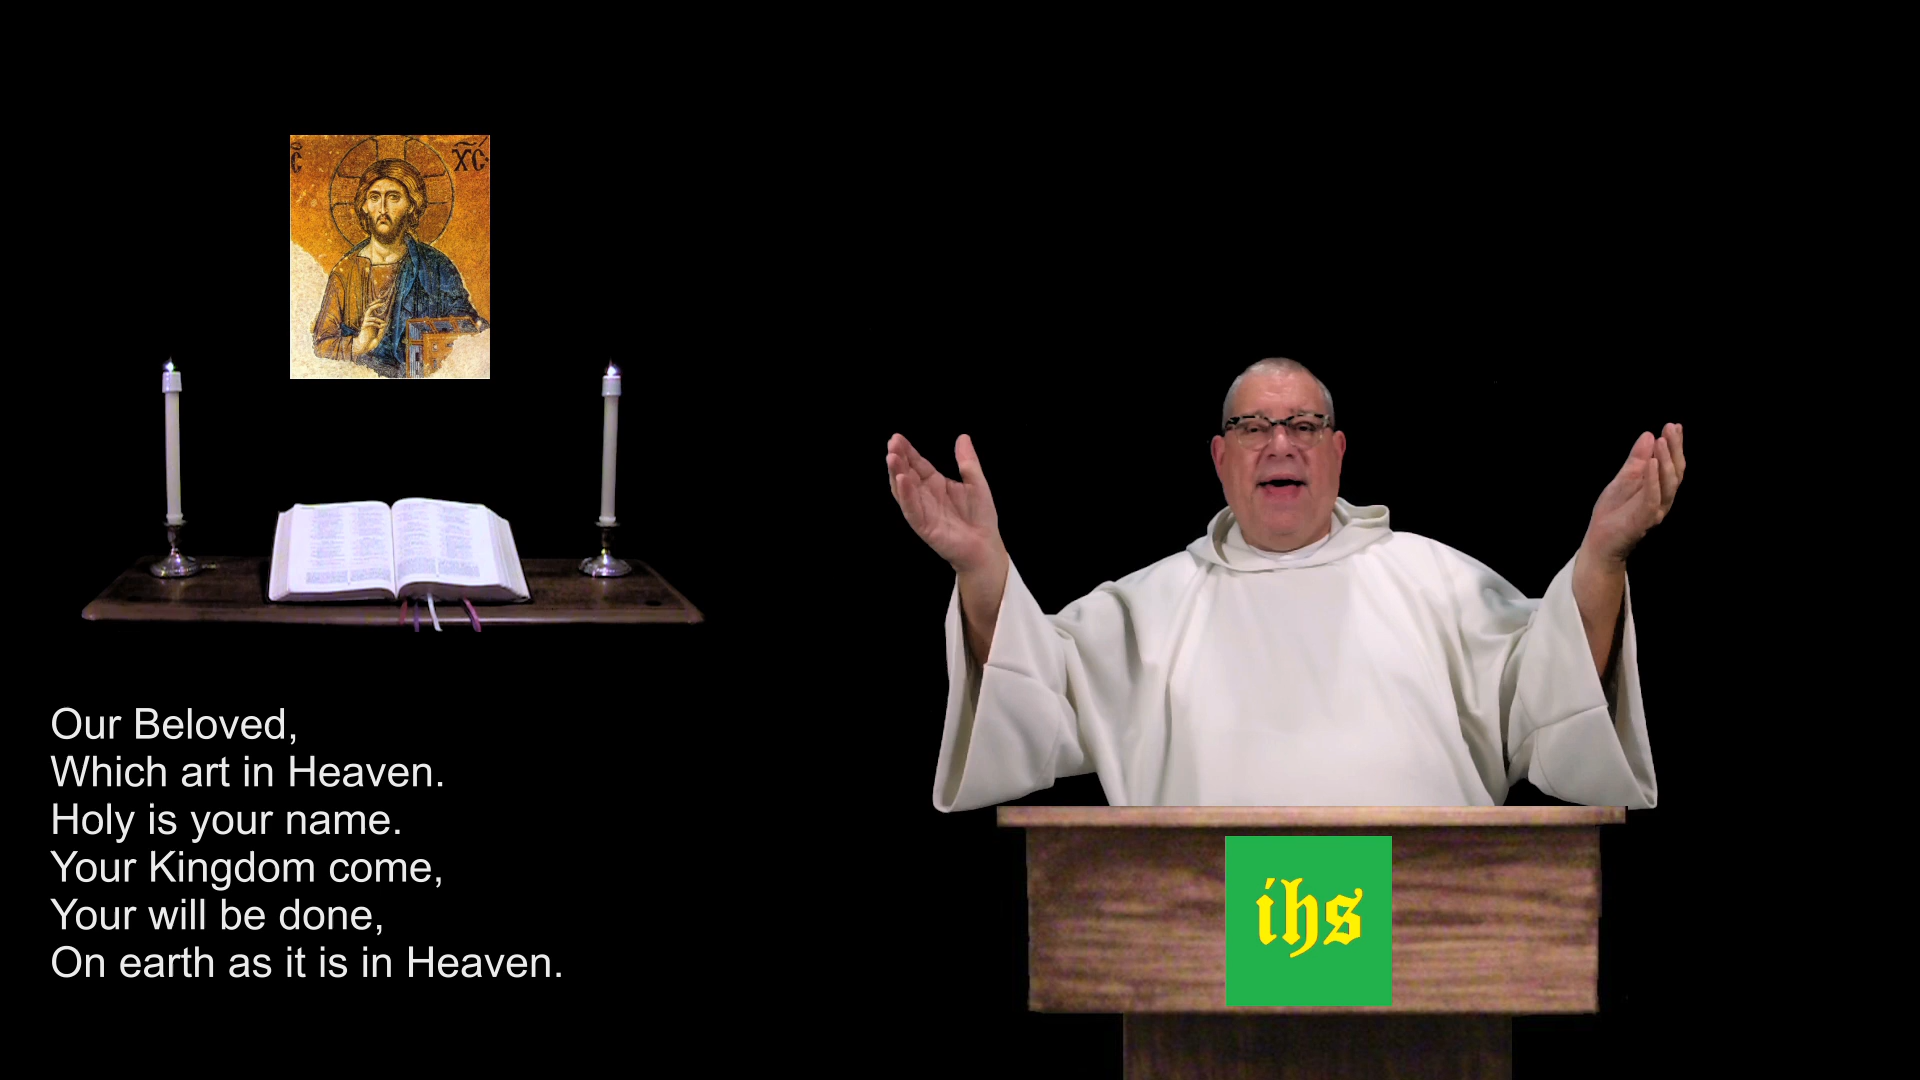 C XC
Our Beloved,
Which art in Heaven.
Holy is your name.
Your Kingdom come,
Your will be done,
On earth as it is in Heaven.
ihs